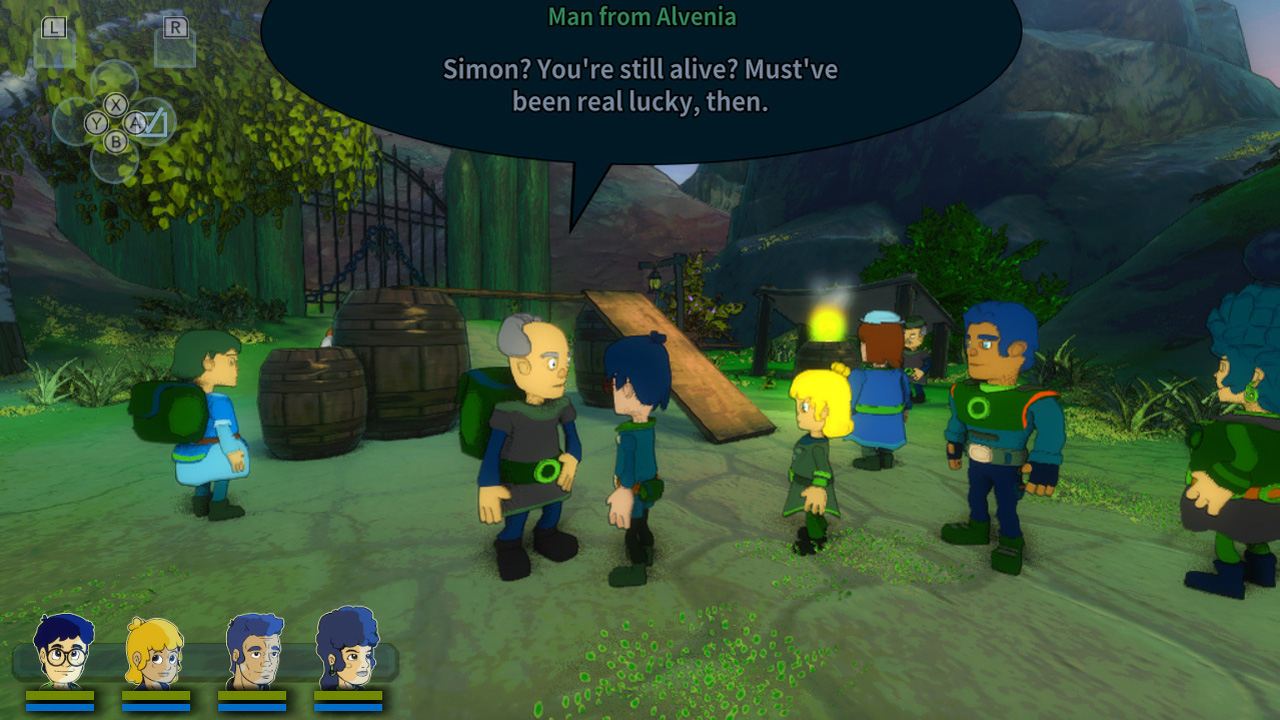 Man from Alvenia
L
R
Simon? You're still alive? Must've
been real lucky, then.
X
Y A
B